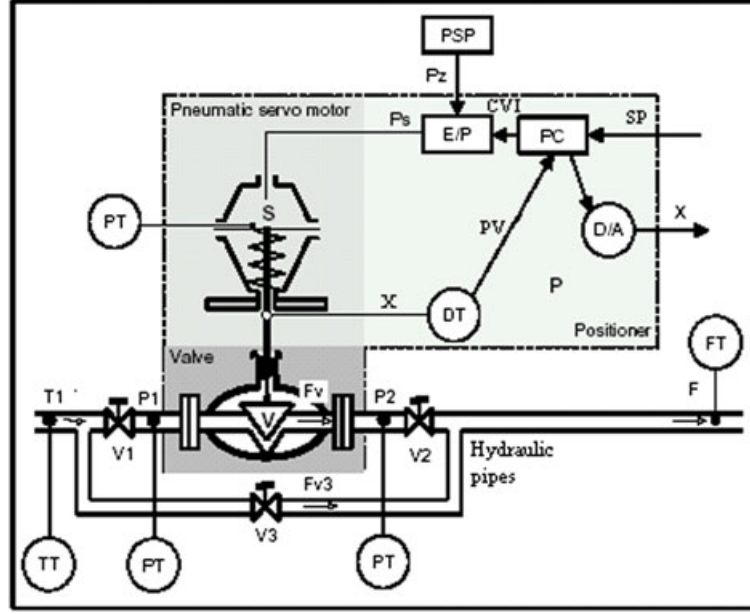 PSP
Pz
Pneumatic servo motor
Ps
CVI
SP
E/P
PC
S
PT
PV
D/A
X
X
DT
P
Positioner
FT
Valve
T1
P1
Fv
P2
F
V
V1
V2
Hydraulic
pipes
Fv3
V3
TT
PT
PT